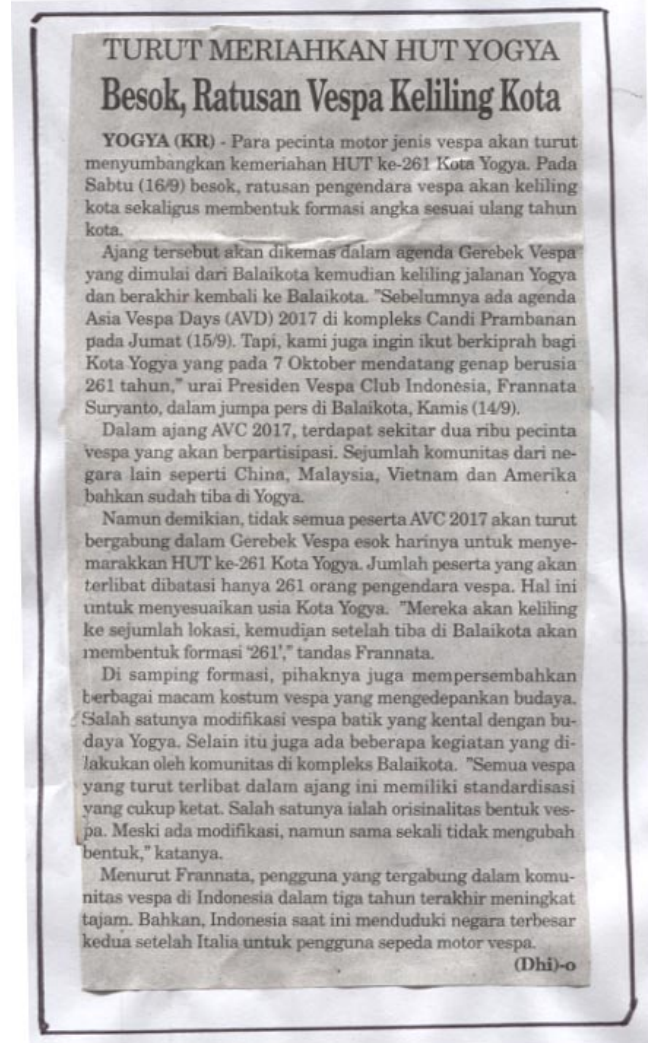 TURUT MERIAHKAN HUT YOGYA
Besok, Ratusan Vespa Keliling Kota
YOGYA (KR) - Para pecinta motor jenis vespa akan turut
menyumbangkan kemeriahan HUT ke-261 Kota Yogya. Pada
Sabtu (16/9) besok, ratusan pengendara vespa akan keliling
kota sekaligus membentuk formasi angka sesuai ulang tahun
kota.
Ajang tersebut akan dikemas dalam agenda Gerebek Vespa
yang dimulai dari Balaikota kemudian keliling jalanan Yogya
dan berakhir kembali ke Balaikota. "Sebelumnya ada agenda
Asia Vespa Days (AVD) 2017 di kompleks Candi Prambanan
pada Jumat (15/9). Tapi, kami juga ingin ikut berkiprah bagi
Kota Yogya yang pada 7 Oktober mendatang genap berusia
261 tahun," urai Presiden Vespa Club Indonesia, Frannata
Suryanto, dalam jumpa pers di Balaikota, Kamis (14/9).
Dalam ajang AVC 2017, terdapat sekitar dua ribu pecinta
vespa yang akan berpartisipasi. Sejumlah komunitas dari ne-
gara lain seperti China, Malaysia, Vietnam dan Amerika
bahkan sudah tiba di Yogya.
Namun demikian, tidak semua peserta AVC 2017 akan turut
bergabung dalam Gerebek Vespa esok harinya untuk menye-
marakkan HUT ke-261 Kota Yogya. Jumlah peserta yang akan
terlibat dibatasi hanya 261 orang pengendara vespa. Hal ini
untuk menyesuaikan usia Kota Yogya. "Mereka akan keliling
ke sejumlah lokasi, kemudian setelah tiba di Balaikota akan
membentuk formasi '261'," tandas Frannata.
Di samping formasi, pihaknya juga mempersembahkan
berbagai macam kostum vespa yang mengedepankan budaya.
Salah satunya modifikasi vespa batik yang kental dengan bu-
daya Yogya. Selain itu juga ada beberapa kegiatan yang di-
lakukan oleh komunitas di kompleks Balaikota. "Semua vespa
yang turut terlibat dalam ajang ini memiliki standardisasi
yang cukup ketat. Salah satunya ialah orisinalitas bentuk ves-
pa. Meski ada modifikasi, namun sama sekali tidak mengubah
bentuk," katanya.
Menurut Frannata, pengguna yang tergabung dalam komu-
nitas vespa di Indonesia dalam tiga tahun terakhir meningkat
tajam. Bahkan, Indonesia saat ini menduduki negara terbesar
kedua setelah Italia untuk pengguna sepeda motor vespa.
(Dhi)-o